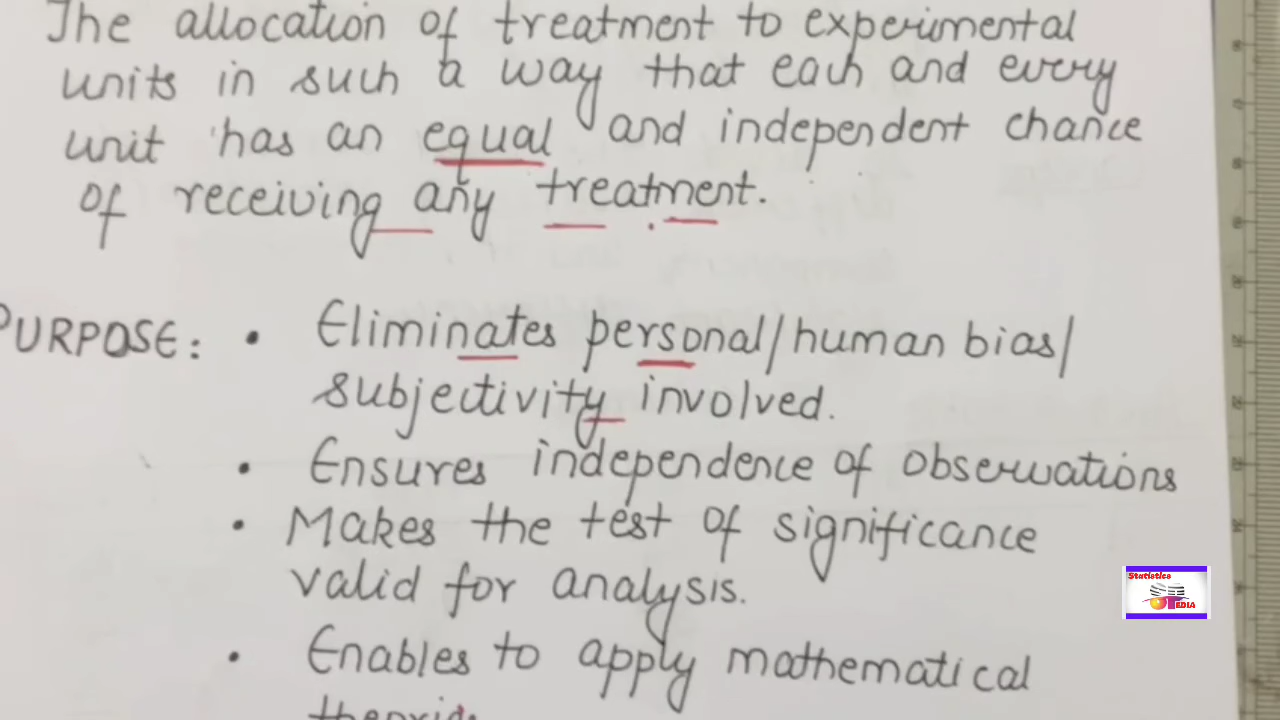 The allocation of treatment to experimental
units in such a way that each and every
unit has an equal and independent chance
of receiving any treatment.
PURPOSE: • Eliminates personal/human bias/
subjectivity involved.
• Ensures independence of observations
• Makes the test of significance
valid for analysis.
• Enables to apply mathematical
Statistics
PEDIA